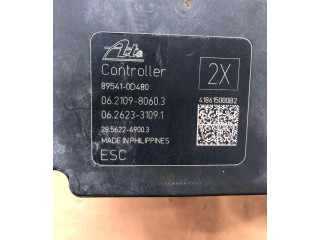 Ate
Controller
2X
89541-0D480
06.2109-8060.3
41861500082
06.2623-3109.1
28.5622-4900.3
MADE IN PHILIPPINES
ESC